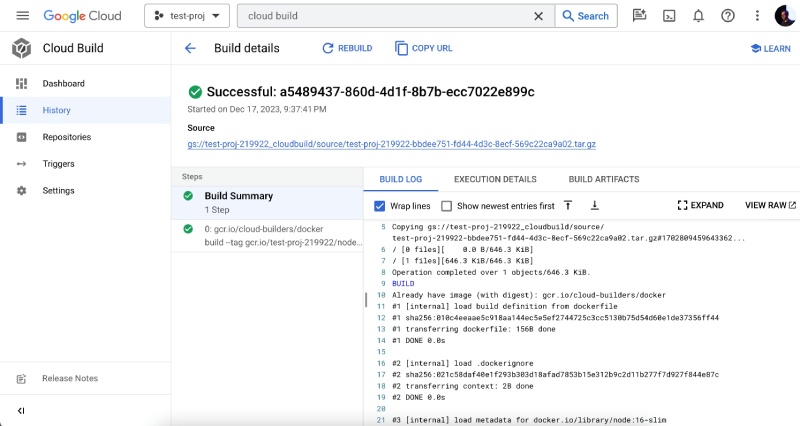 Google Cloud
test-proj
cloud build
Search
Cloud Build
Build details
REBUILD
COPY URL
LEARN
Dashboard
History
Repositories
Triggers
Settings
Release Notes
Successful: a5489437-860d-4d1f-8b7b-ecc7022e899c
Started on Dec 17, 2023, 9:37:41 PM
Source
gs://test-proj-219922_cloudbuild/source/test-proj-219922-bbdee751-fd44-4d3c-8ecf-569c22ca9a02.tar.gz
Steps
Build Summary
1 Step
0: gcr.io/cloud-builders/docker
build --tag gcr.io/test-proj-219922/node...
BUILD LOG
EXECUTION DETAILS
BUILD ARTIFACTS
Wrap lines
Show newest entries first
EXPAND
VIEW RAW
5 Copying gs://test-proj-219922_cloudbuild/source/
test-proj-219922-bbdee751-fd44-4d3c-8ecf-569c22ca9a02.tar.gz#1702809459643362...
6 / [0 files][ 0.0 B/646.3 KiB]
7 / [1 files][646.3 KiB/646.3 KiB]
8 Operation completed over 1 objects/646.3 KiB.
9 BUILD
10 Already have image (with digest): gcr.io/cloud-builders/docker
11 #1 [internal] load build definition from dockerfile
12 #1 sha256:010c4eeaae5c918aa144ec5e5ef2744725c3cc5130b75d54d60e1de37356ff44
13 #1 transferring dockerfile: 156B done
14 #1 DONE 0.0s
15
16 #2 [internal] load .dockerignore
17 #2 sha256:021c58daf40e1f293b303d18afad7853b15e312b9c2d11b277f7d927f844e87c
18 #2 transferring context: 2B done
19 #2 DONE 0.0s
20
21 #3 [internal] load metadata for docker.io/library/node:16-slim